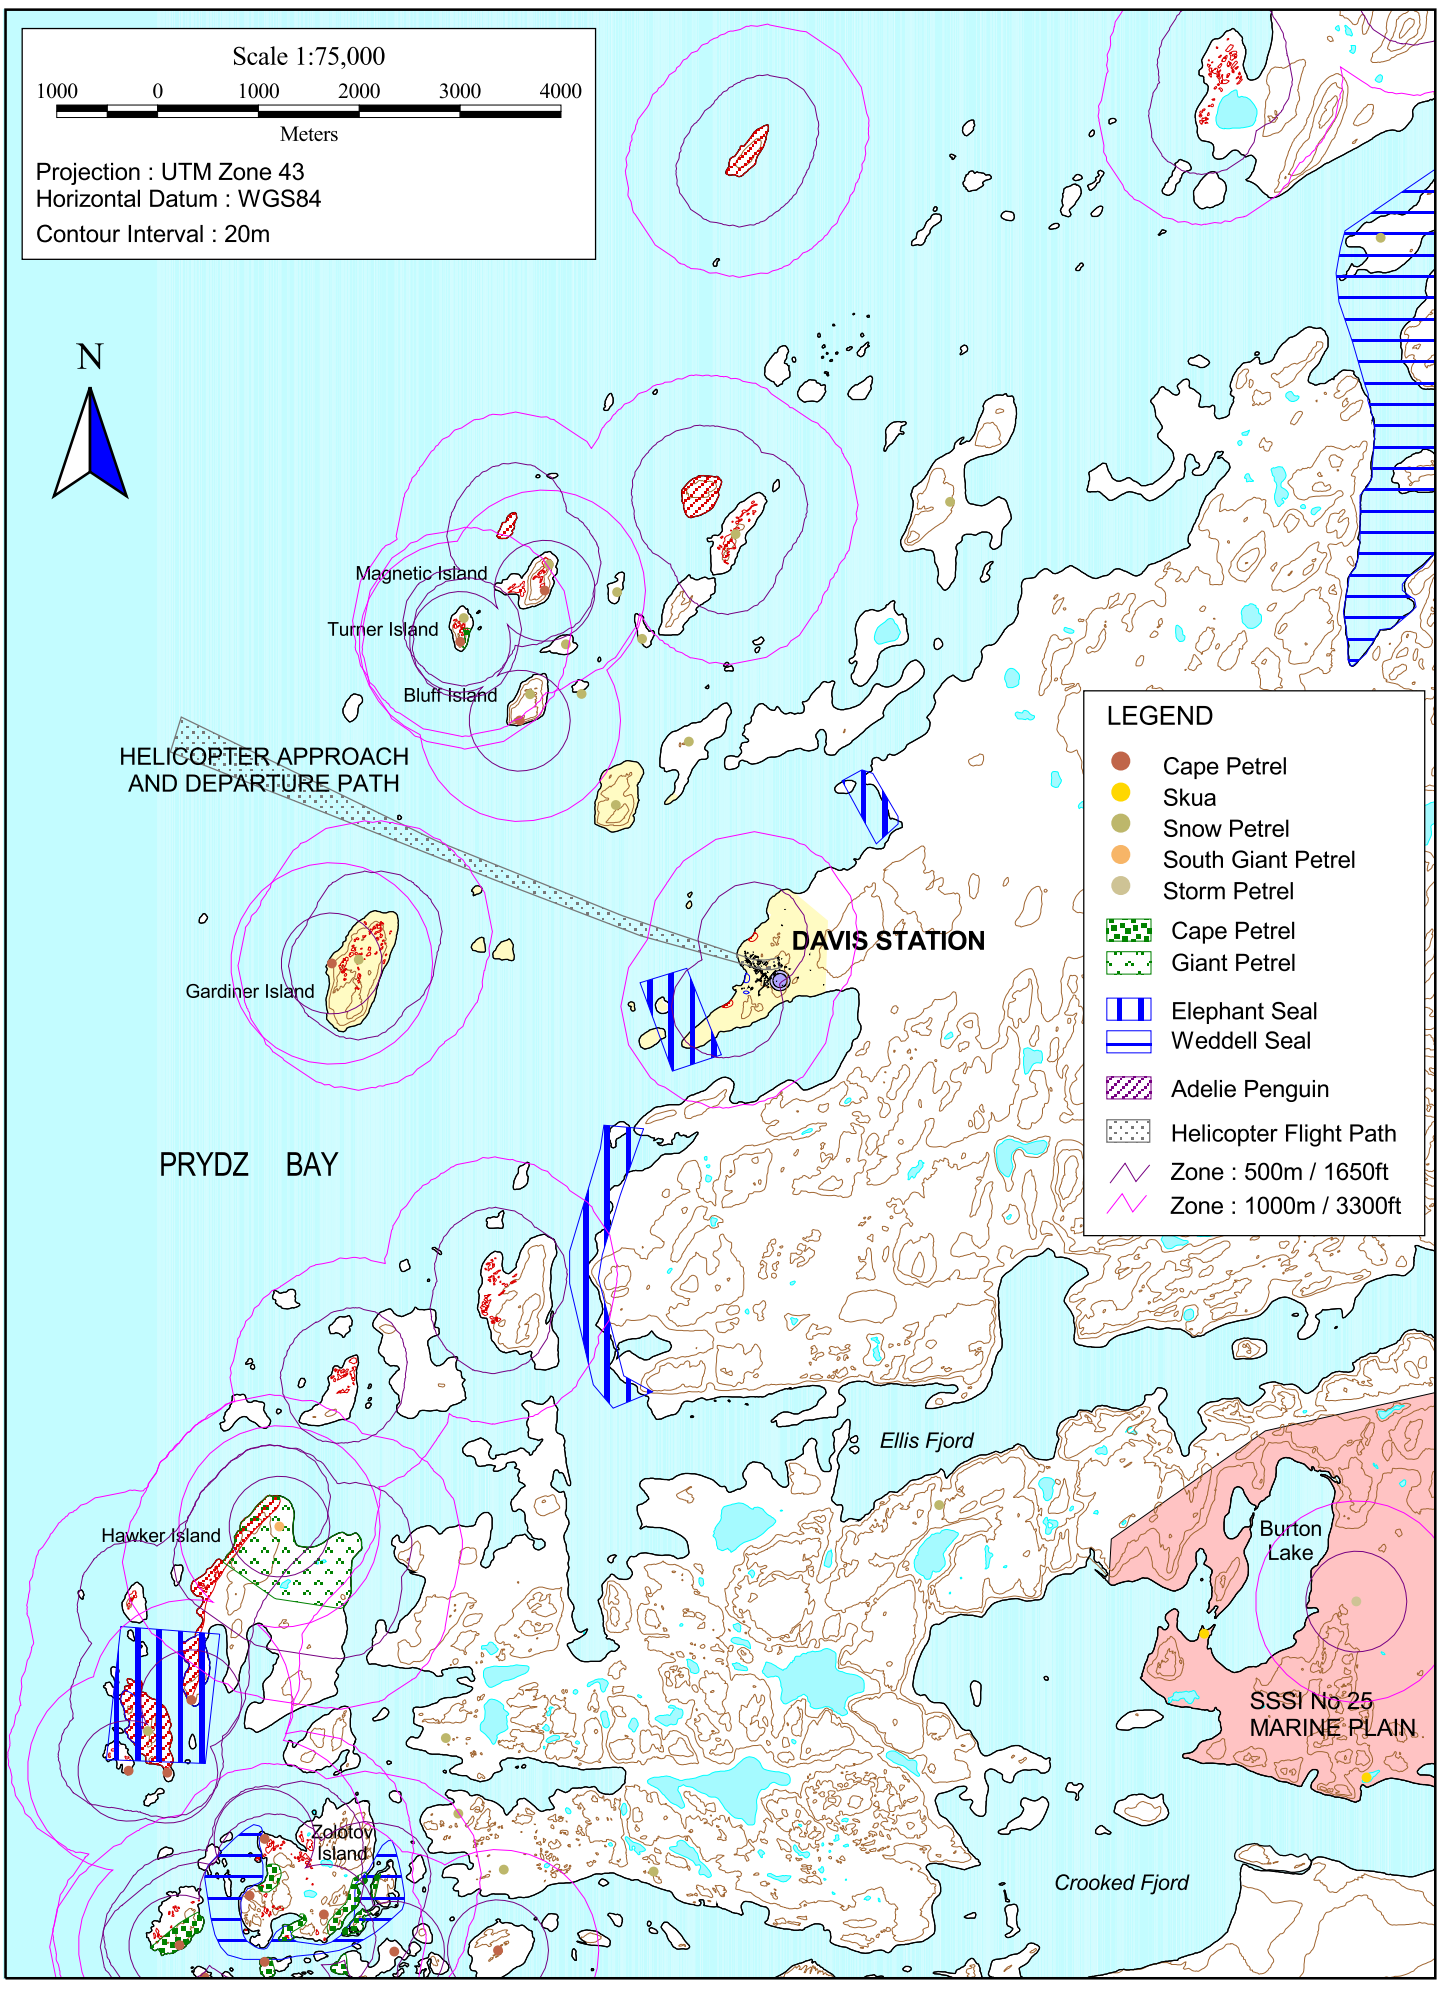 Scale 1:75,000
1000 0 1000 2000 3000 4000
Meters
Projection : UTM Zone 43
Horizontal Datum : WGS84
Contour Interval : 20m
N
Magnetic Island
Turner Island
Bluff Island
HELICOPTER APPROACH
AND DEPARTURE PATH
DAVIS STATION
Gardiner Island
PRYDZ BAY
LEGEND
Cape Petrel
Skua
Snow Petrel
South Giant Petrel
Storm Petrel
Cape Petrel
Giant Petrel
Elephant Seal
Weddell Seal
Adelie Penguin
Helicopter Flight Path
Zone : 500m / 1650ft
Zone : 1000m / 3300ft
Ellis Fjord
Hawker Island
Burton
Lake
SSSI No 25
MARINE PLAIN
Zolotov
Island
Crooked Fjord